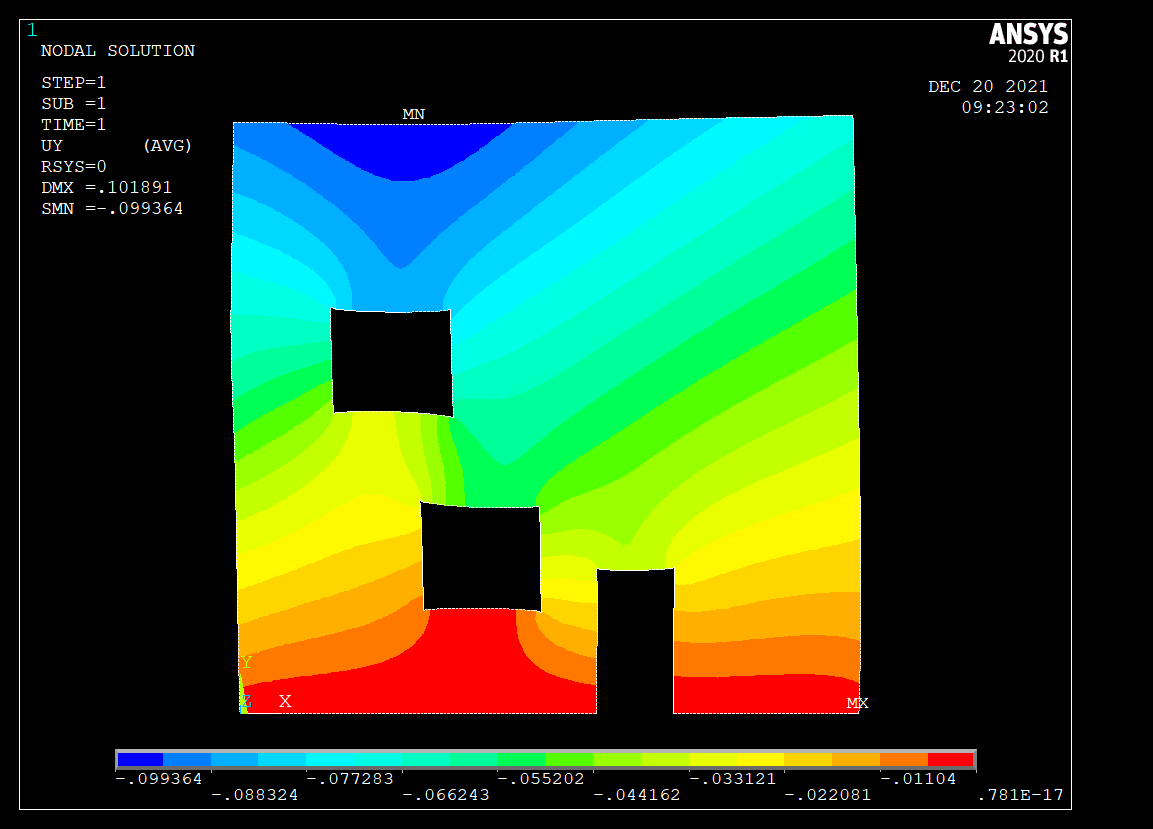 1
NODAL SOLUTION
STEP=1
SUB =1
TIME=1
UY (AVG)
RSYS=0
DMX =.101891
SMN =-.099364
ANSYS
2020 R1
DEC 20 2021
09:23:02
MN
Y
Z X
MX
-.099364 -.077283 -.055202 -.033121 -.01104
-.088324 -.066243 -.044162 -.022081 .781E-17